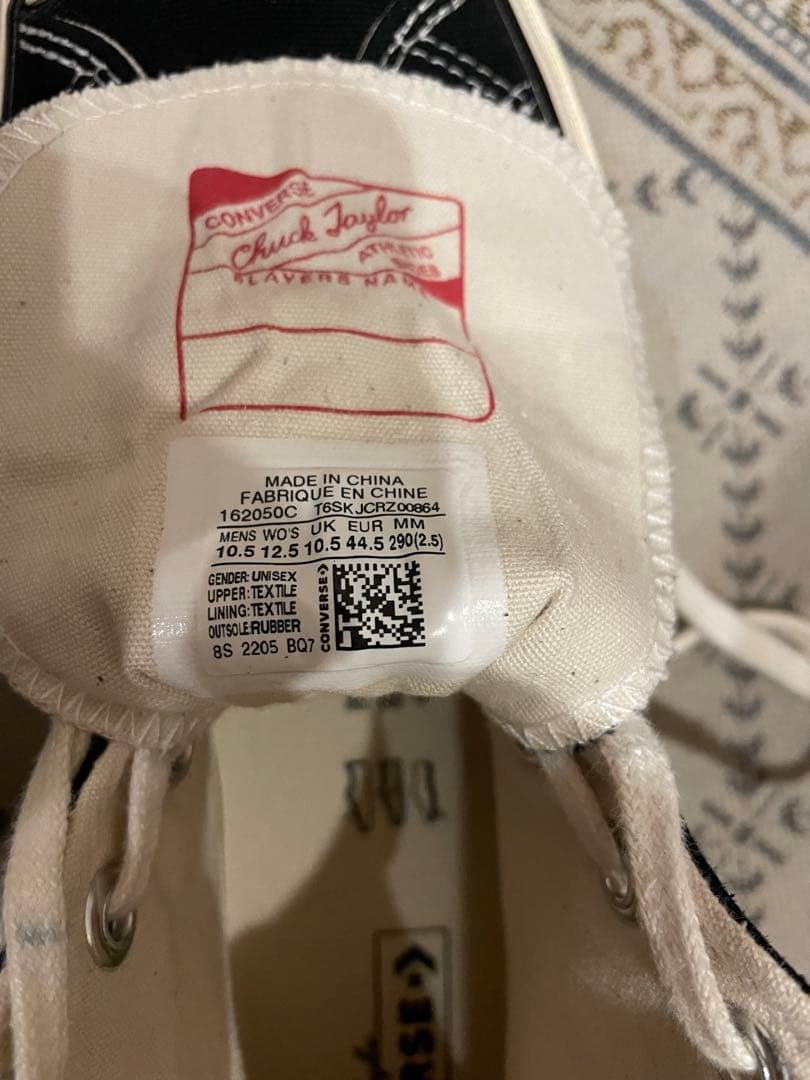 CONVERSE
Chuck Taylor
ATHLETIC
SHOES
PLAYERS NAME
MADE IN CHINA
FABRIQUE EN CHINE
162050C T6SKJCRZ00864
MENS WO'S UK EUR MM
10.5 12.5 10.5 44.5 290(2.5)
GENDER: UNISEX
UPPER: TEXTILE
LINING: TEXTILE
OUTSOLE:RUBBER
8S 2205 BQ7
CONVERSE